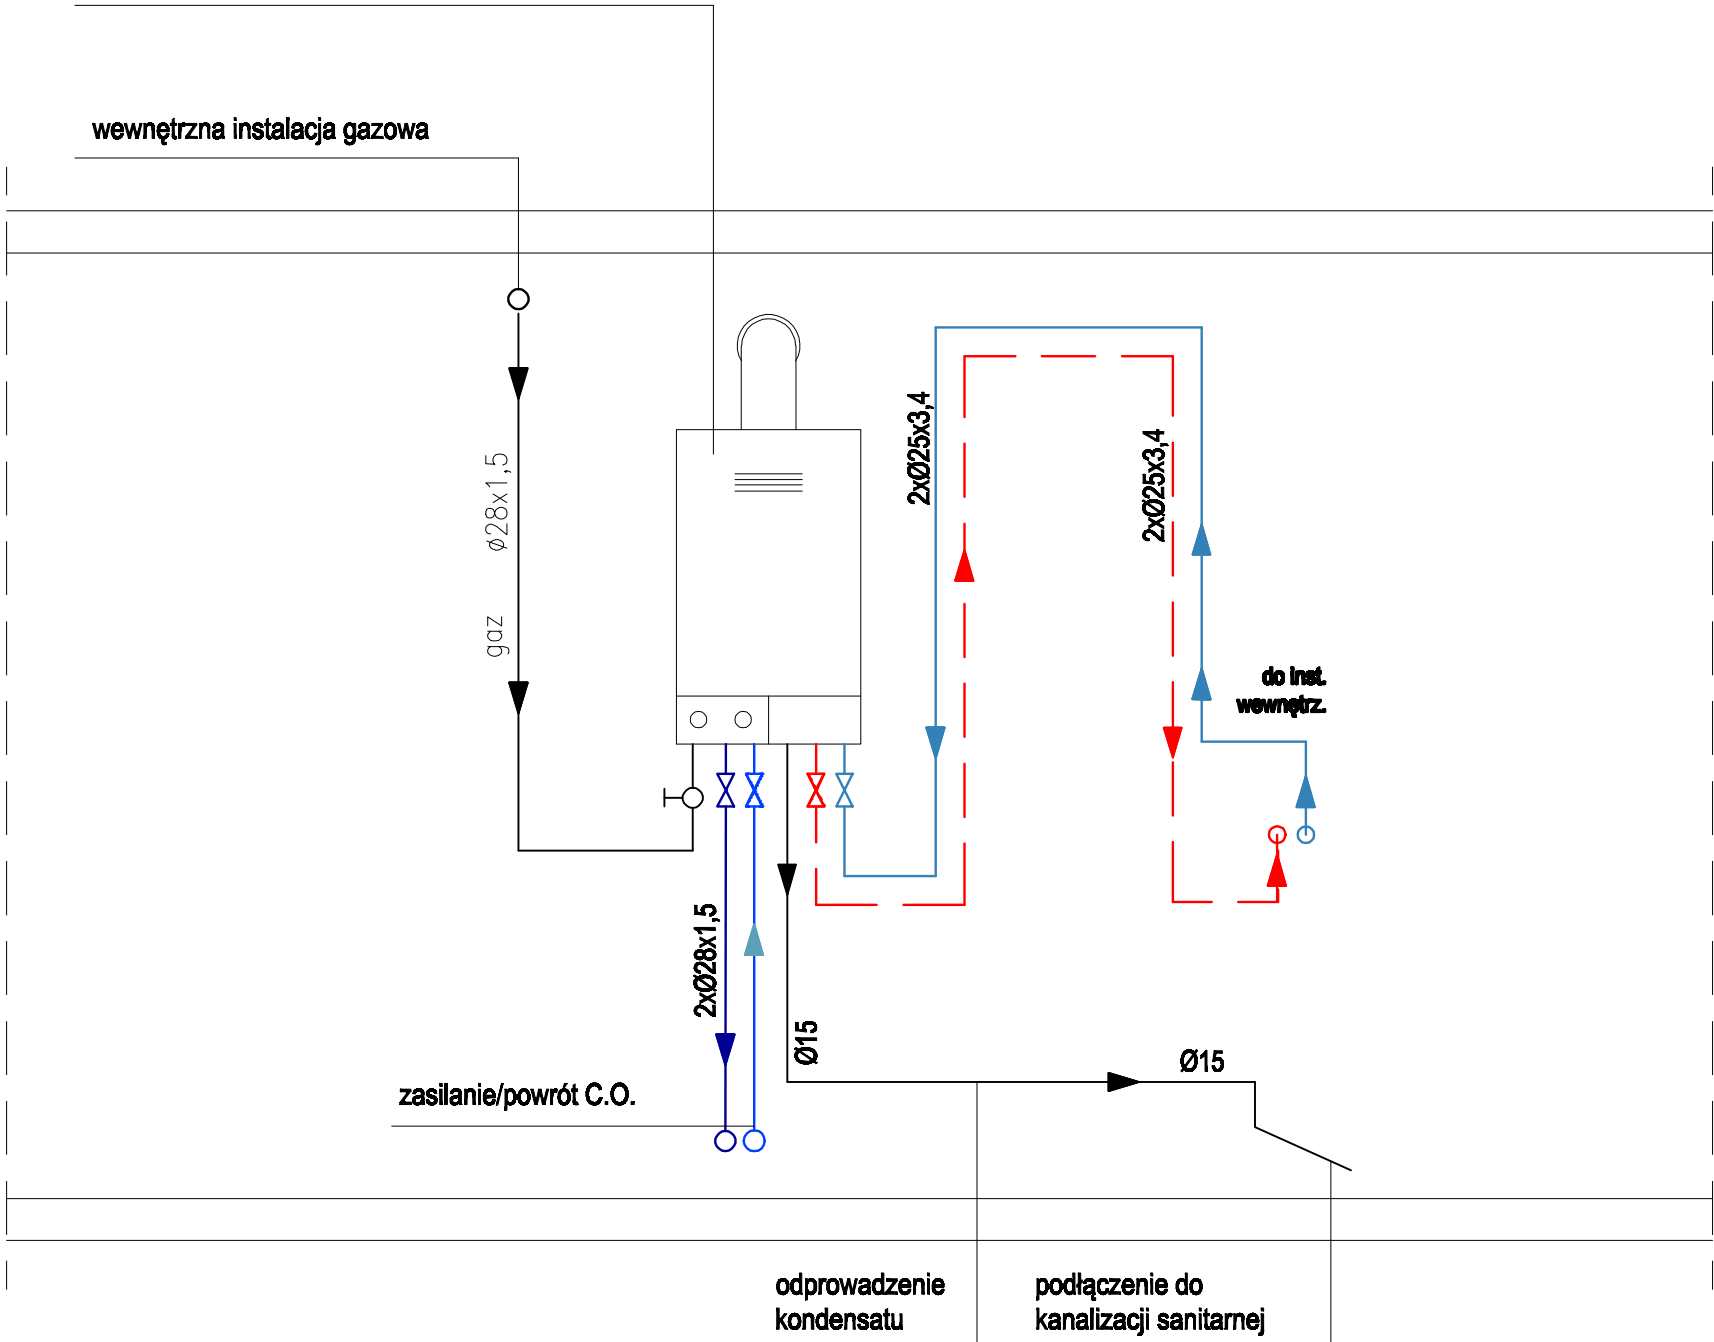 wewnętrzna instalacja gazowa
gaz ø28x1,5
2xØ25x3,4
2xØ25x3,4
do inst.
wewnętrz.
2xØ28x1,5
Ø15
Ø15
zasilanie/powrót C.O.
odprowadzenie
kondensatu
podłączenie do
kanalizacji sanitarnej